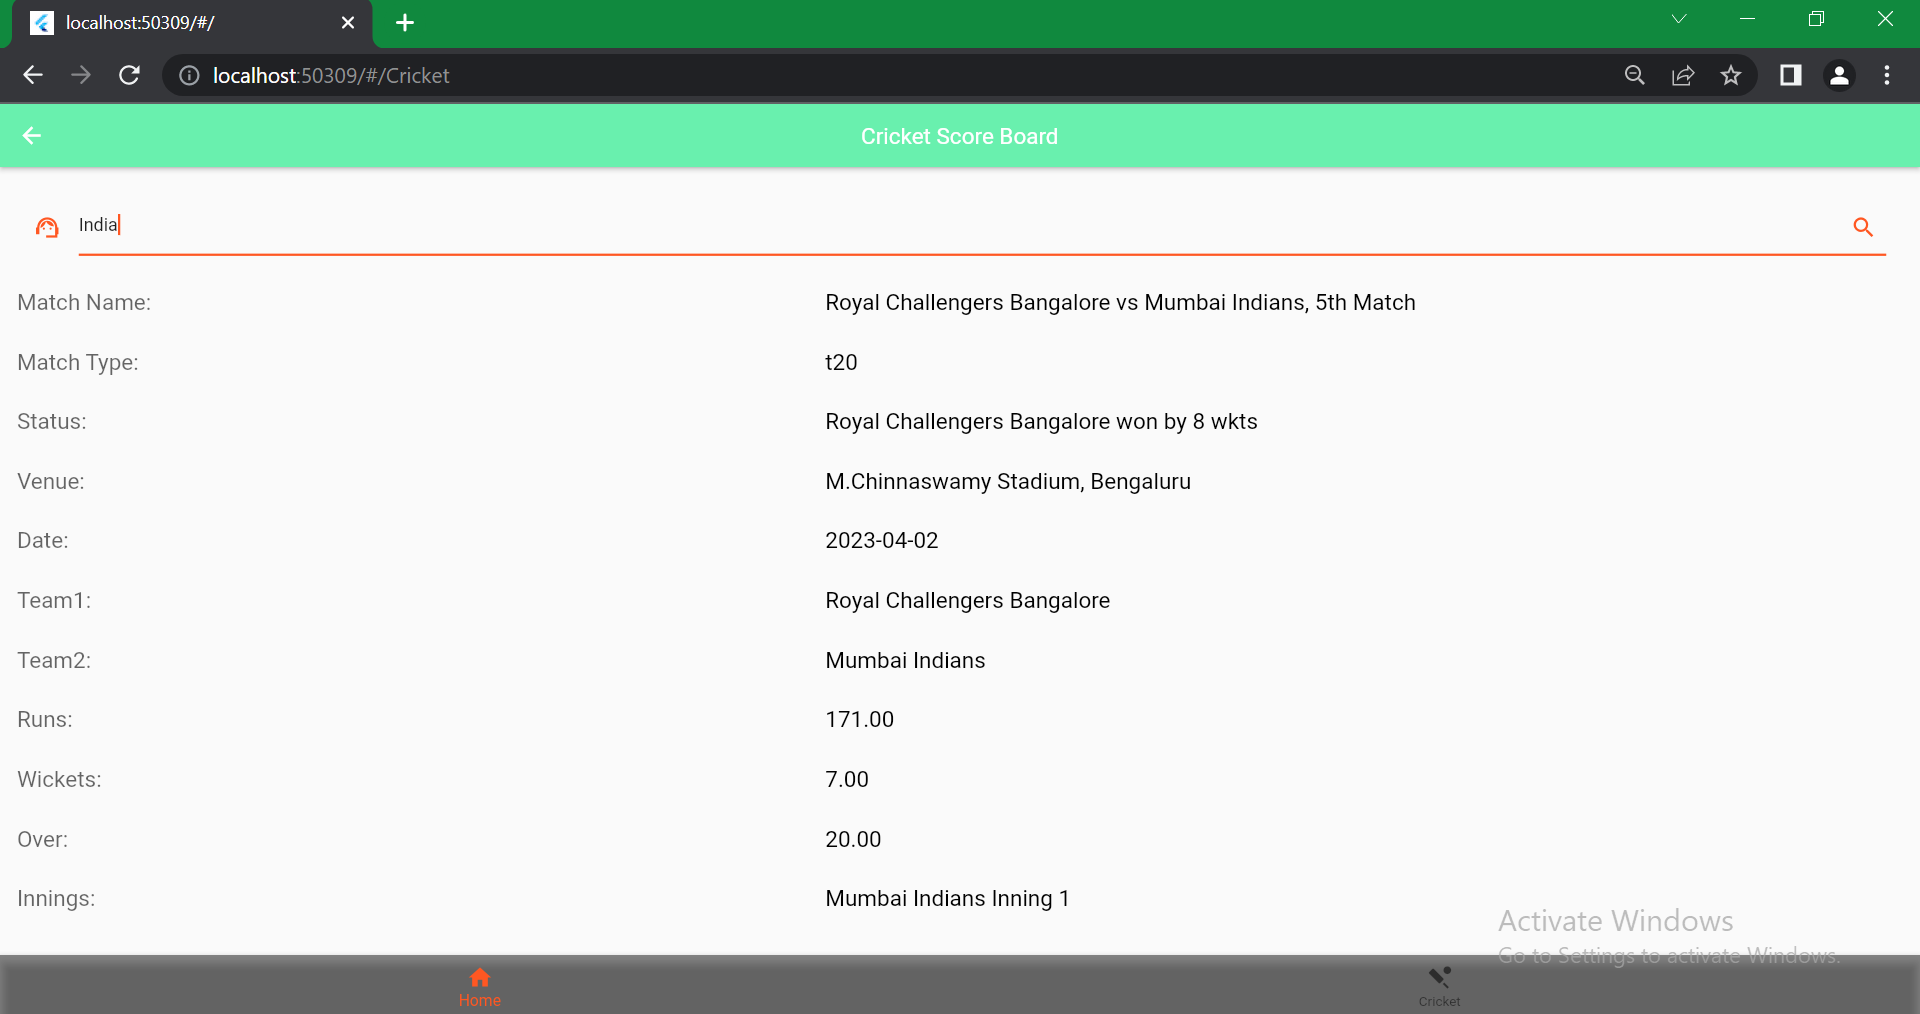 localhost:50309/#/
localhost:50309/#/Cricket
Cricket Score Board
India
Match Name: Royal Challengers Bangalore vs Mumbai Indians, 5th Match
Match Type: t20
Status: Royal Challengers Bangalore won by 8 wkts
Venue: M.Chinnaswamy Stadium, Bengaluru
Date: 2023-04-02
Team1: Royal Challengers Bangalore
Team2: Mumbai Indians
Runs: 171.00
Wickets: 7.00
Over: 20.00
Innings: Mumbai Indians Inning 1
Activate Windows
Go to Settings to activate Windows.
Home
Cricket